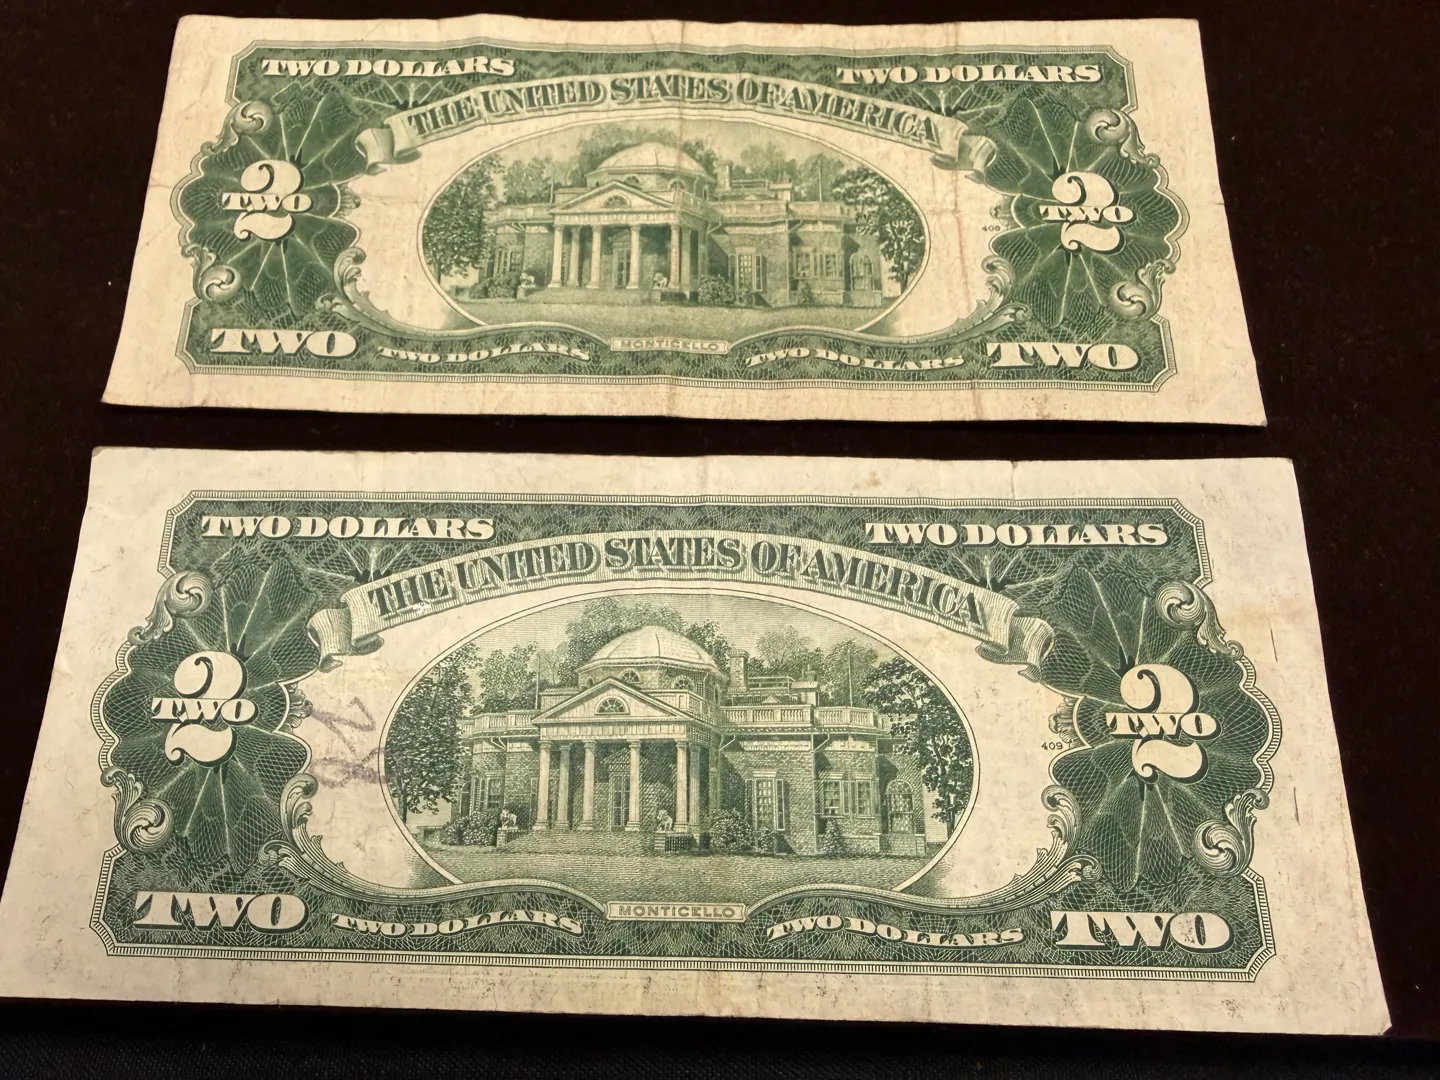 TWO DOLLARS TWO DOLLARS
THE UNITED STATES OF AMERICA
2 TWO 2 TWO
408
TWO TWO DOLLARS MONTICELLO TWO DOLLARS TWO
TWO DOLLARS TWO DOLLARS
THE UNITED STATES OF AMERICA
2 TWO 2 TWO
409
TWO TWO DOLLARS MONTICELLO TWO DOLLARS TWO